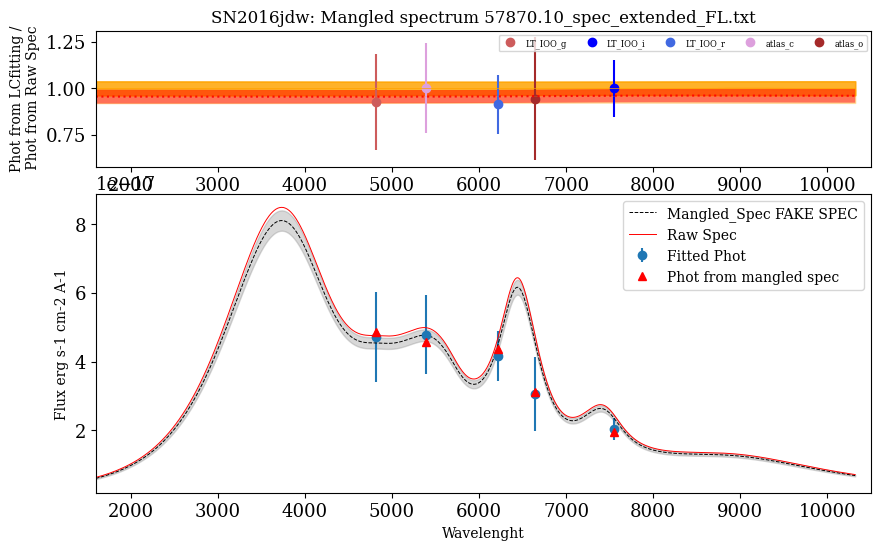 SN2016jdw: Mangled spectrum 57870.10_spec_extended_FL.txt
Phot from LCfitting /
Phot from Raw Spec
1.25
1.00
0.75
LT_IOO_g
LT_IOO_i
LT_IOO_r
atlas_c
atlas_o
2000 3000 4000 5000 6000 7000 8000 9000 10000
1e−17
Flux erg s-1 cm-2 A-1
8
6
4
2
Mangled_Spec FAKE SPEC
Raw Spec
Fitted Phot
Phot from mangled spec
2000 3000 4000 5000 6000 7000 8000 9000 10000
Wavelenght